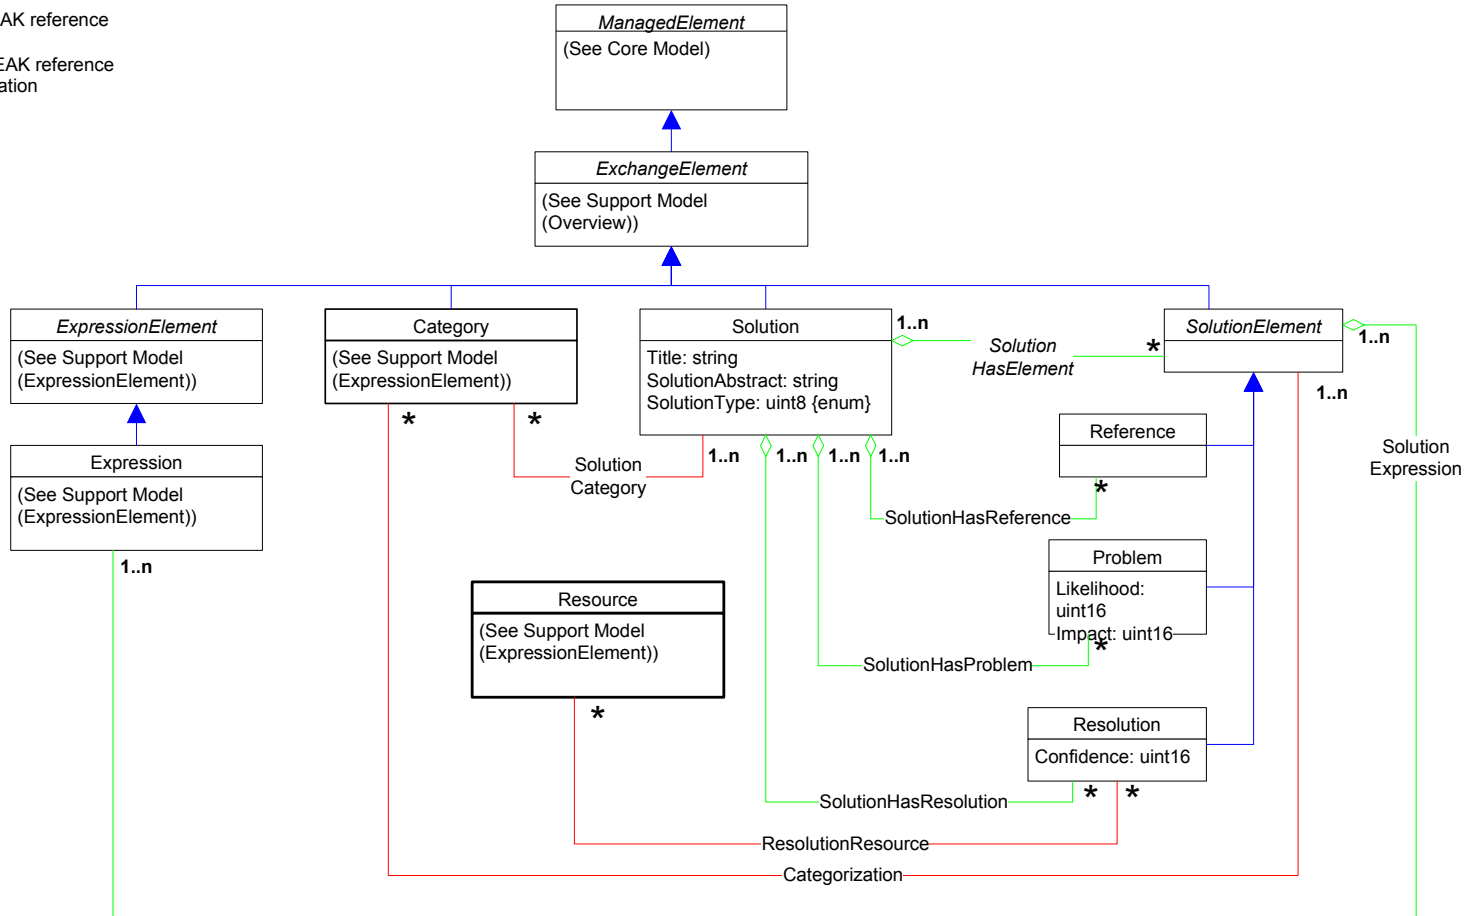 AK reference
EAK reference
ation
ManagedElement
(See Core Model)
ExchangeElement
(See Support Model
(Overview))
ExpressionElement
(See Support Model
(ExpressionElement))
Category
(See Support Model
(ExpressionElement))
*
*
Solution
Title: string
SolutionAbstract: string
SolutionType: uint8 {enum}
1..n
Solution
HasElement
*
SolutionElement
1..n
1..n
Expression
(See Support Model
(ExpressionElement))
1..n
Solution
Category
1..n
1..n
1..n
1..n
Reference
*
SolutionHasReference
Solution
Expression
Problem
Likelihood:
uint16
Impact: uint16
*
SolutionHasProblem
Resource
(See Support Model
(ExpressionElement))
*
Resolution
Confidence: uint16
*
*
SolutionHasResolution
ResolutionResource
Categorization